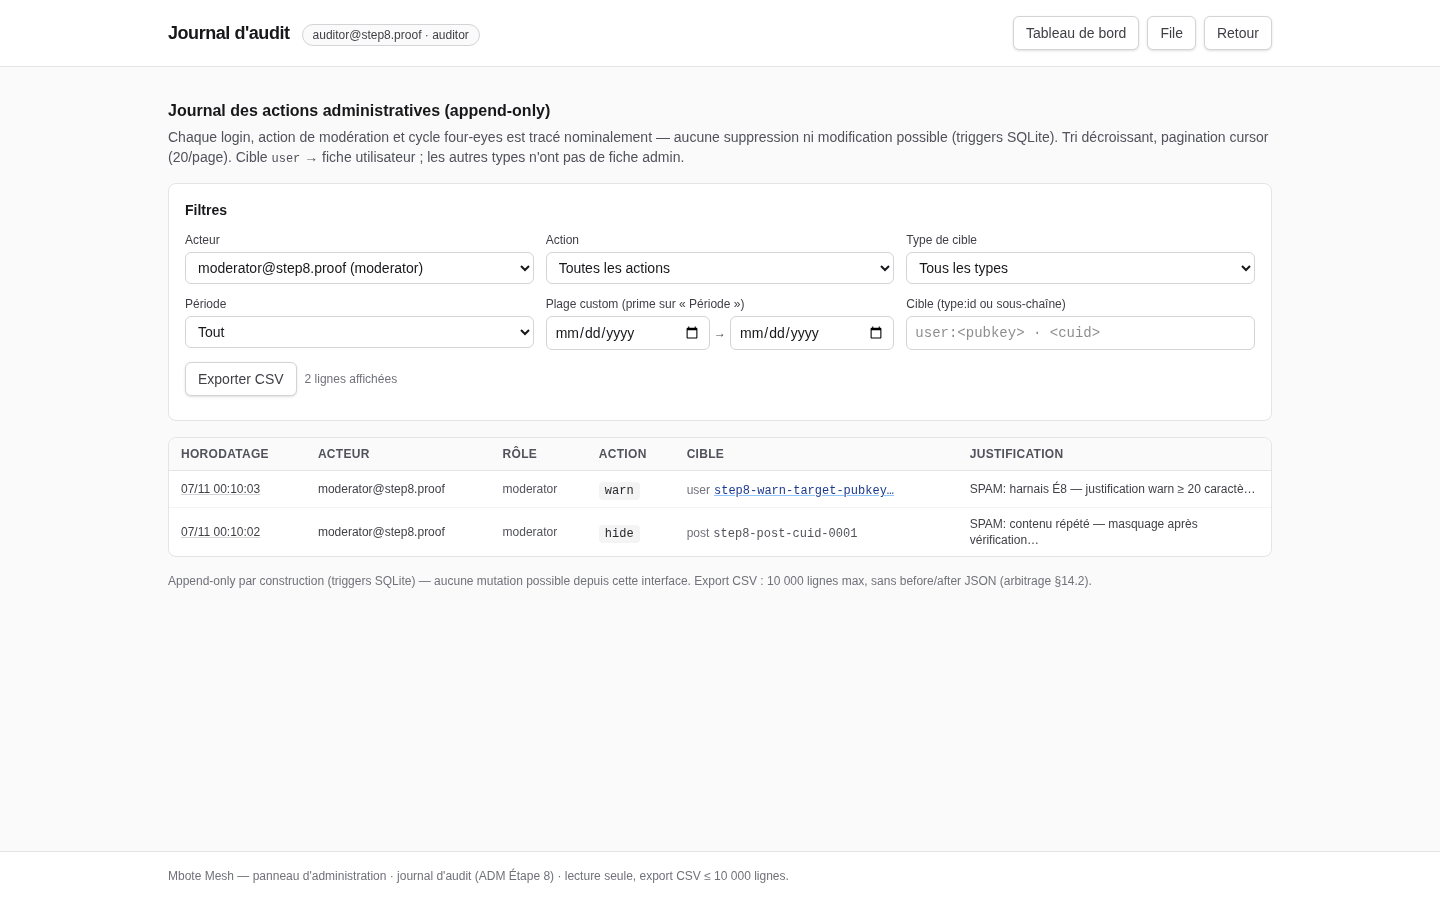 Journal d'audit
auditor@step8.proof · auditor
Tableau de bord
File
Retour
Journal des actions administratives (append-only)
Chaque login, action de modération et cycle four-eyes est tracé nominalement — aucune suppression ni modification possible (triggers SQLite). Tri décroissant, pagination cursor
(20/page). Cible user → fiche utilisateur ; les autres types n'ont pas de fiche admin.
Filtres
Acteur
Action
Type de cible
moderator@step8.proof (moderator)
Toutes les actions
Tous les types
Période
Plage custom (prime sur « Période »)
Cible (type:id ou sous-chaîne)
Tout
mm/dd/yyyy → mm/dd/yyyy
user:<pubkey> · <cuid>
Exporter CSV
2 lignes affichées
HORODATAGE ACTEUR RÔLE ACTION CIBLE JUSTIFICATION
07/11 00:10:03 moderator@step8.proof moderator warn user step8-warn-target-pubkey… SPAM: harnais É8 — justification warn ≥ 20 caractè…
07/11 00:10:02 moderator@step8.proof moderator hide post step8-post-cuid-0001 SPAM: contenu répété — masquage après
vérification…
Append-only par construction (triggers SQLite) — aucune mutation possible depuis cette interface. Export CSV : 10 000 lignes max, sans before/after JSON (arbitrage §14.2).
Mbote Mesh — panneau d'administration · journal d'audit (ADM Étape 8) · lecture seule, export CSV ≤ 10 000 lignes.